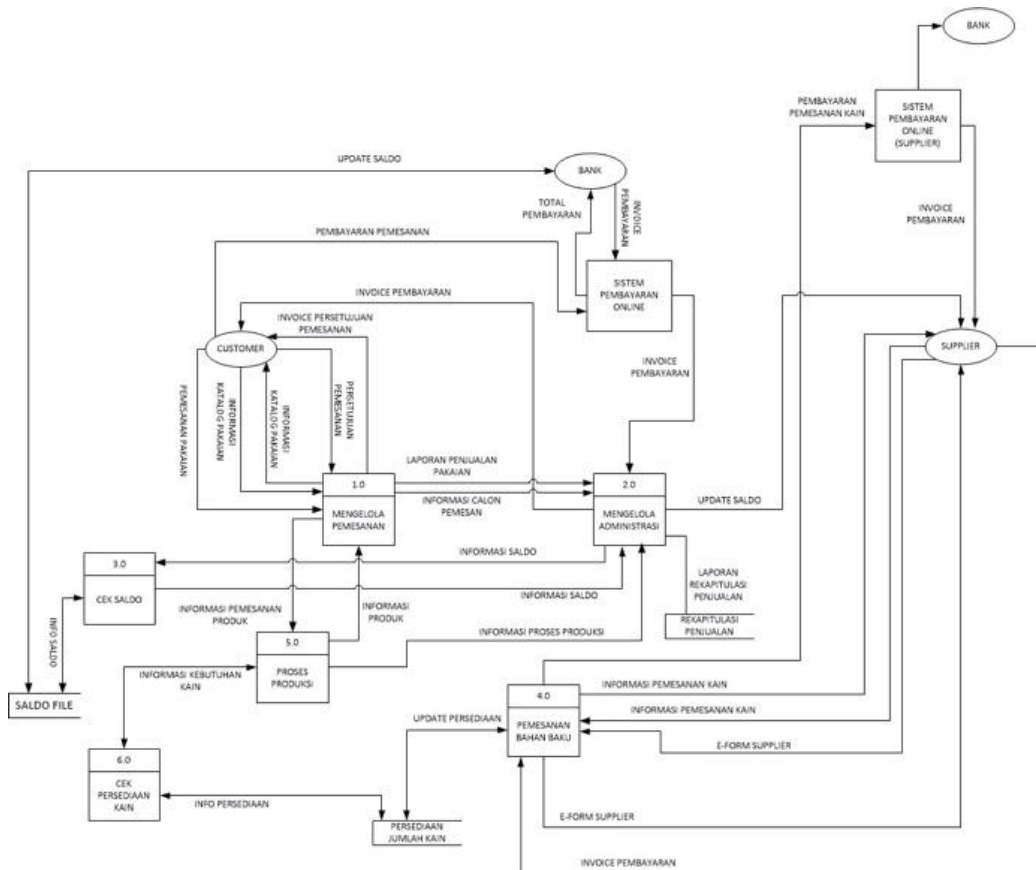 BANK
PEMBAYARAN
PEMESANAN KAIN
SISTEM
PEMBAYARAN
ONLINE
(SUPPLIER)
UPDATE SALDO
BANK
TOTAL
PEMBAYARAN
INVOICE
PEMBAYARAN
INVOICE
PEMBAYARAN
PEMBAYARAN PEMESANAN
SISTEM
PEMBAYARAN
ONLINE
INVOICE PEMBAYARAN
INVOICE PERSETUJUAN
PEMESANAN
CUSTOMER
SUPPLIER
INVOICE
PEMBAYARAN
PEMESANAN PAKAIAN
INFORMASI
KATALOG PAKAIAN
INFORMASI
KATALOG PAKAIAN
PERSETUJUAN
PEMESANAN
LAPORAN PENJUALAN
PAKAIAN
1.0
MENGELOLA
PEMESANAN
INFORMASI CALON
PEMESAN
2.0
MENGELOLA
ADMINISTRASI
UPDATE SALDO
INFORMASI SALDO
3.0
CEK SALDO
INFORMASI SALDO
LAPORAN
REKAPITULASI
PENJUALAN
INFORMASI PEMESANAN
PRODUK
INFORMASI
PRODUK
REKAPITULASI
PENJUALAN
INFO SALDO
5.0
PROSES
PRODUKSI
INFORMASI PROSES PRODUKSI
INFORMASI KEBUTUHAN
KAIN
SALDO FILE
4.0
PEMESANAN
BAHAN BAKU
INFORMASI PEMESANAN KAIN
INFORMASI PEMESANAN KAIN
UPDATE PERSEDIAAN
E-FORM SUPPLIER
6.0
CEK
PERSEDIAAN
KAIN
INFO PERSEDIAAN
PERSEDIAAN
JUMLAH KAIN
E-FORM SUPPLIER
INVOICE PEMBAYARAN